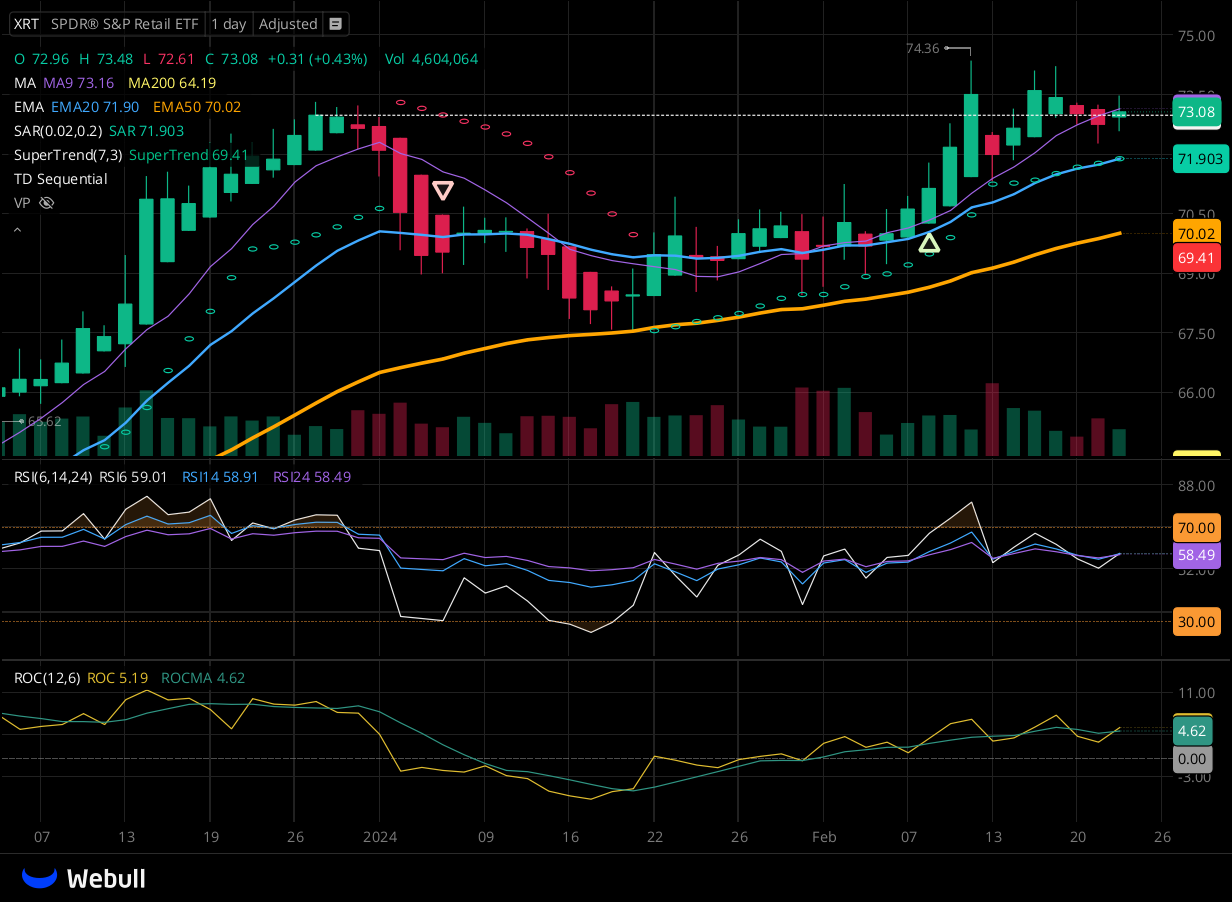 XRT SPDR® S&P Retail ETF 1 day Adjusted
74.36
75.00
O 72.96 H 73.48 L 72.61 C 73.08 +0.31 (+0.43%) Vol 4,604,064
MA MA9 73.16 MA200 64.19
EMA EMA20 71.90 EMA50 70.02
73.08
SAR(0.02,0.2) SAR 71.903
SuperTrend(7,3) SuperTrend 69.41
71.903
TD Sequential
VP
70.50
70.02
69.41
69.00
67.50
66.00
65.62
RSI(6,14,24) RSI6 59.01 RSI14 58.91 RSI24 58.49
88.00
70.00
58.49
52.00
30.00
ROC(12,6) ROC 5.19 ROCMA 4.62
11.00
4.62
0.00
-3.00
07 13 19 26 2024 09 16 22 26 Feb 07 13 20 26
Webull